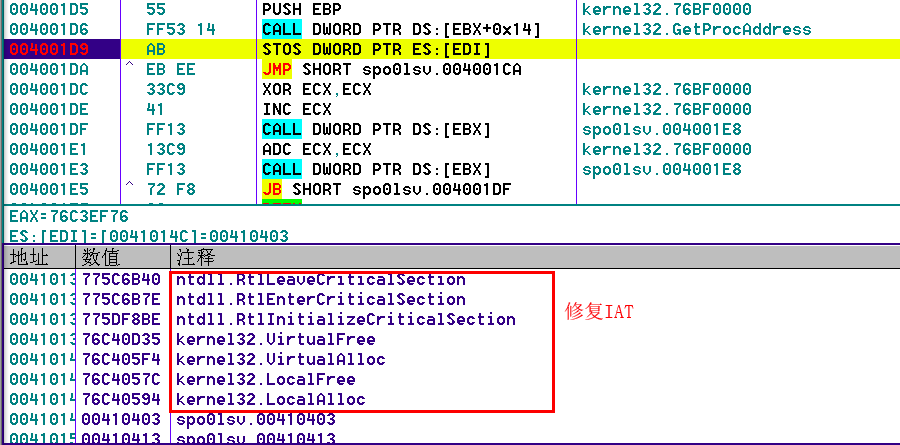 004001D5 55 PUSH EBP kernel32.76BF0000
004001D6 FF53 14 CALL DWORD PTR DS:[EBX+0x14] kernel32.GetProcAddress
004001D9 AB STOS DWORD PTR ES:[EDI]
004001DA ^ EB EE JMP SHORT spo0lsv.004001CA
004001DC 33C9 XOR ECX,ECX kernel32.76BF0000
004001DE 41 INC ECX kernel32.76BF0000
004001DF FF13 CALL DWORD PTR DS:[EBX] spo0lsv.004001E8
004001E1 13C9 ADC ECX,ECX kernel32.76BF0000
004001E3 FF13 CALL DWORD PTR DS:[EBX] spo0lsv.004001E8
004001E5 ^ 72 F8 JB SHORT spo0lsv.004001DF
EAX=76C3EF76
ES:[EDI]=[0041014C]=00410403
地址 数值 注释
0041013 775C6B40 ntdll.RtlLeaveCriticalSection
0041013 775C6B7E ntdll.RtlEnterCriticalSection
0041013 775DF8BE ntdll.RtlInitializeCriticalSection
修复IAT
0041013 76C40D35 kernel32.VirtualFree
0041014 76C405F4 kernel32.VirtualAlloc
0041014 76C4057C kernel32.LocalFree
0041014 76C40594 kernel32.LocalAlloc
0041014 00410403 spo0lsv.00410403
0041015 00410413 spo0lsv.00410413